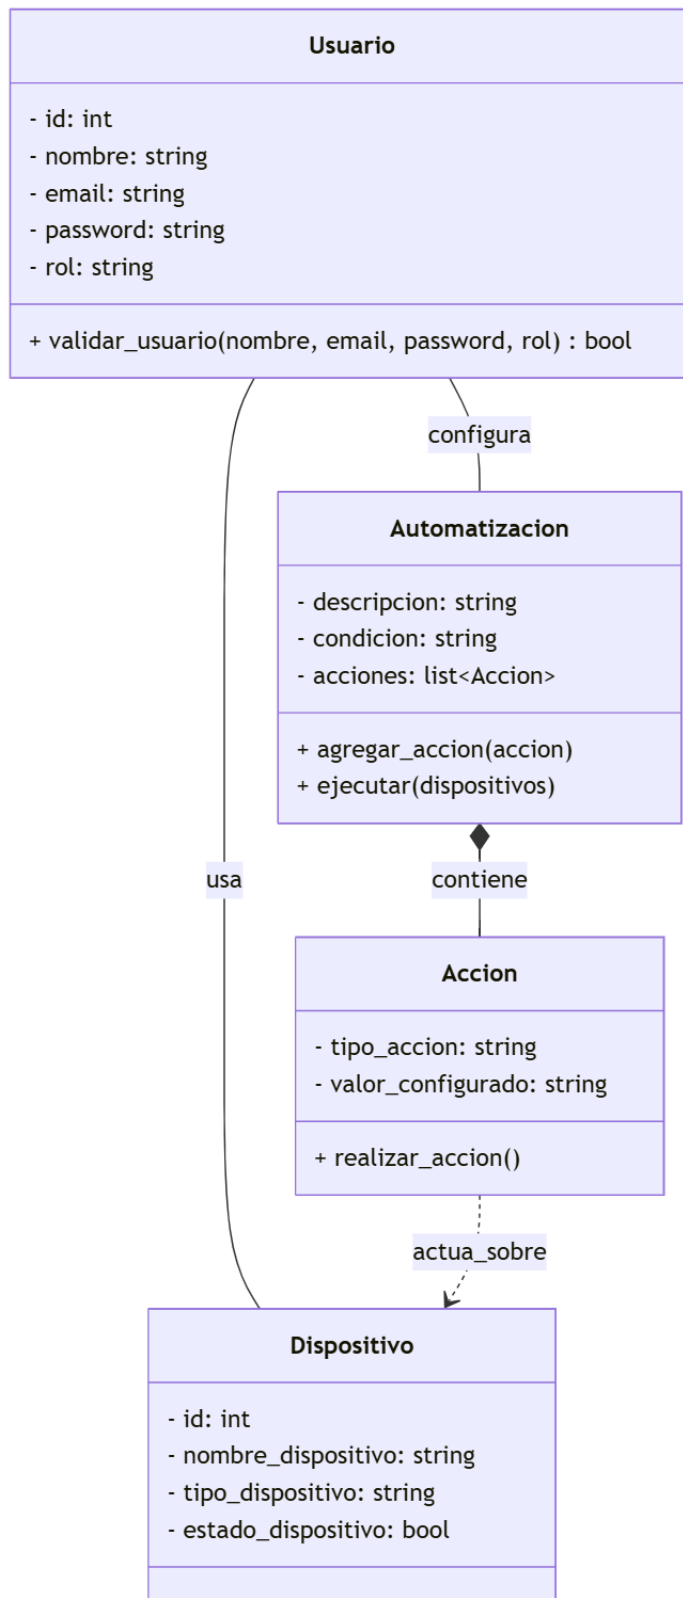 Usuario
- id: int
- nombre: string
- email: string
- password: string
- rol: string
+ validar_usuario(nombre, email, password, rol) : bool
configura
Automatizacion
- descripcion: string
- condicion: string
- acciones: list<Accion>
+ agregar_accion(accion)
+ ejecutar(dispositivos)
usa
contiene
Accion
- tipo_accion: string
- valor_configurado: string
+ realizar_accion()
actua_sobre
Dispositivo
- id: int
- nombre_dispositivo: string
- tipo_dispositivo: string
- estado_dispositivo: bool